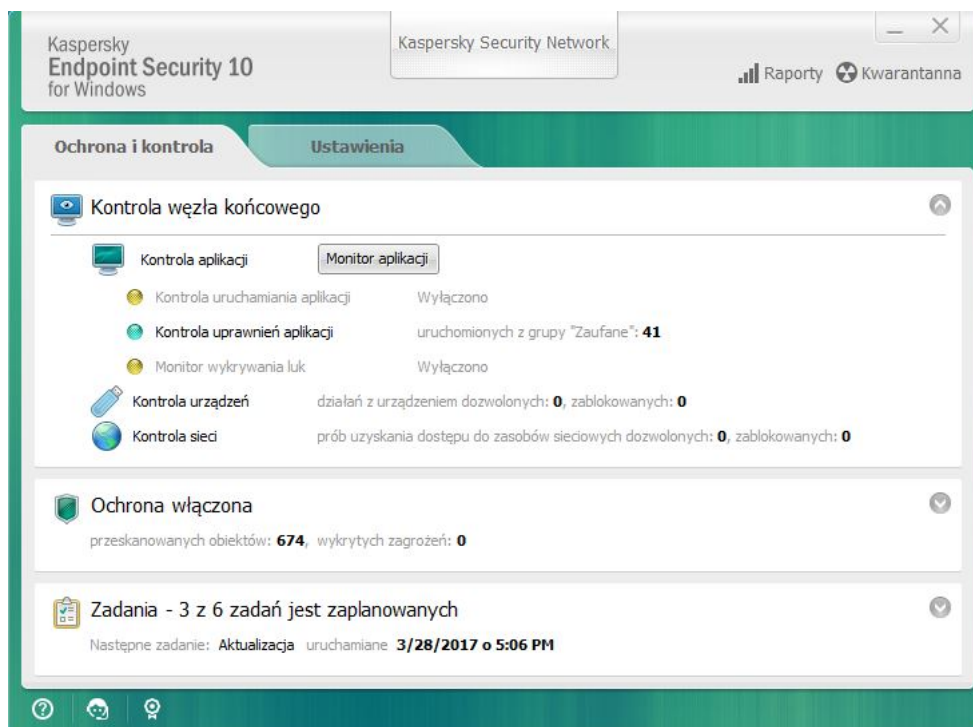 Kaspersky
Endpoint Security 10
for Windows
Kaspersky Security Network
Raporty Kwarantanna
Ochrona i kontrola Ustawienia
Kontrola węzła końcowego
Kontrola aplikacji Monitor aplikacji
Kontrola uruchamiania aplikacji Wyłączono
Kontrola uprawnień aplikacji uruchomionych z grupy "Zaufane": 41
Monitor wykrywania luk Wyłączono
Kontrola urządzeń działań z urządzeniem dozwolonych: 0, zablokowanych: 0
Kontrola sieci prób uzyskania dostępu do zasobów sieciowych dozwolonych: 0, zablokowanych: 0
Ochrona włączona
przeskanowanych obiektów: 674, wykrytych zagrożeń: 0
Zadania - 3 z 6 zadań jest zaplanowanych
Następne zadanie: Aktualizacja uruchamiane 3/28/2017 o 5:06 PM